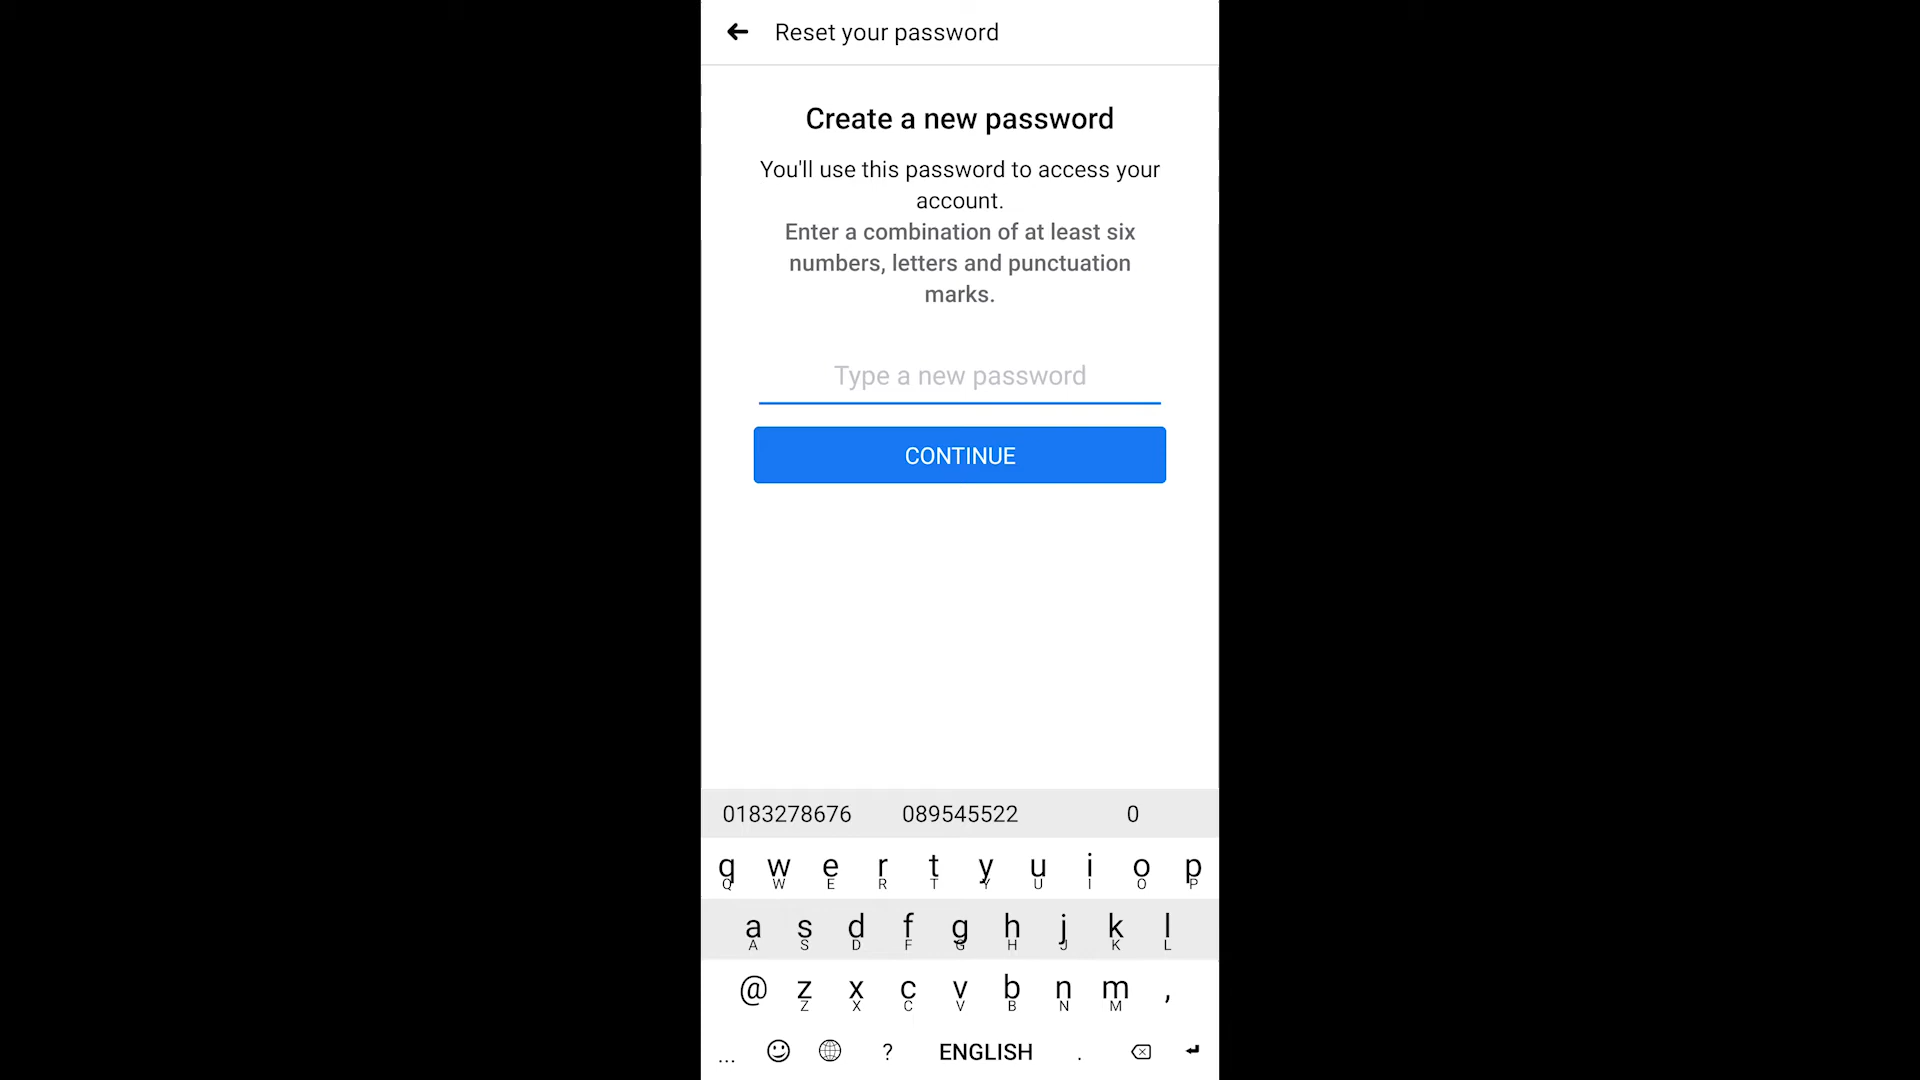 Reset your password
Create a new password
You'll use this password to access your
account.
Enter a combination of at least six
numbers, letters and punctuation
marks.
Type a new password
CONTINUE
0183278676 089545522 0
q w e r t y u i o p
Q W E R T Y U I O P
a s d f g h j k l
A S D F G H J K L
@ z x c v b n m ,
Z X C V B N M
... ? ENGLISH .